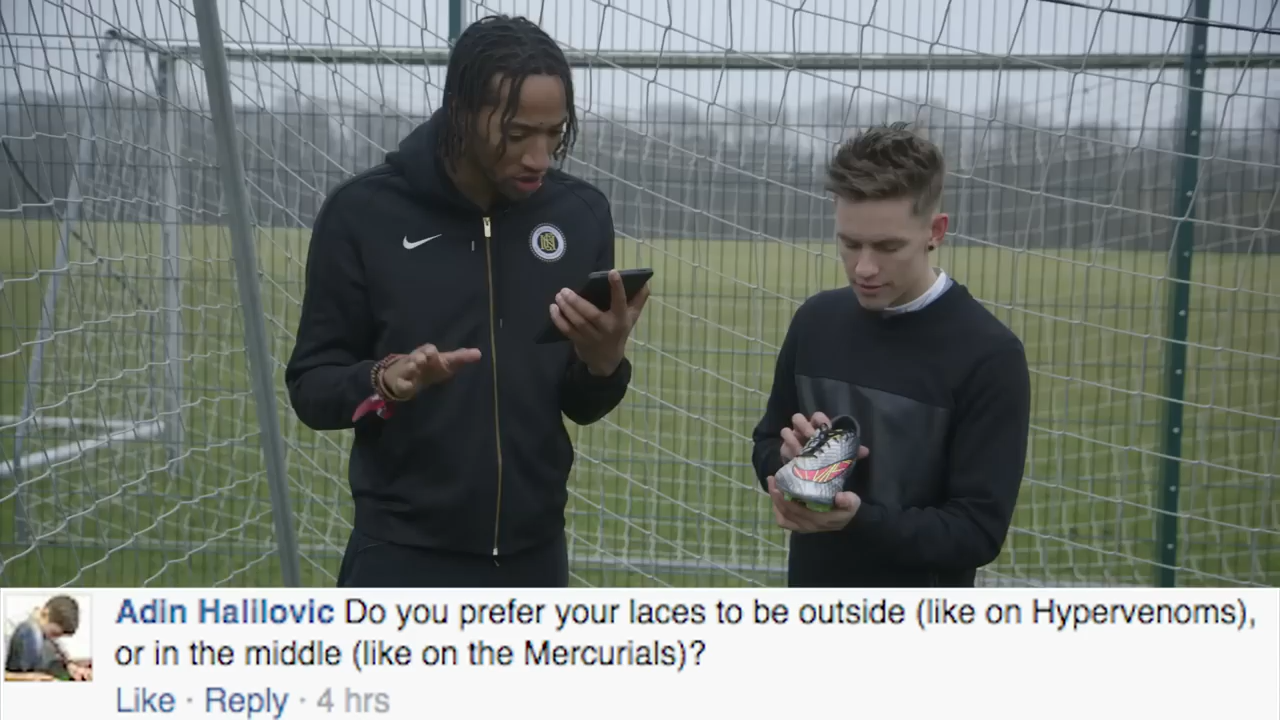 Adin Halilovic Do you prefer your laces to be outside (like on Hypervenoms),
or in the middle (like on the Mercurials)?
Like · Reply · 4 hrs